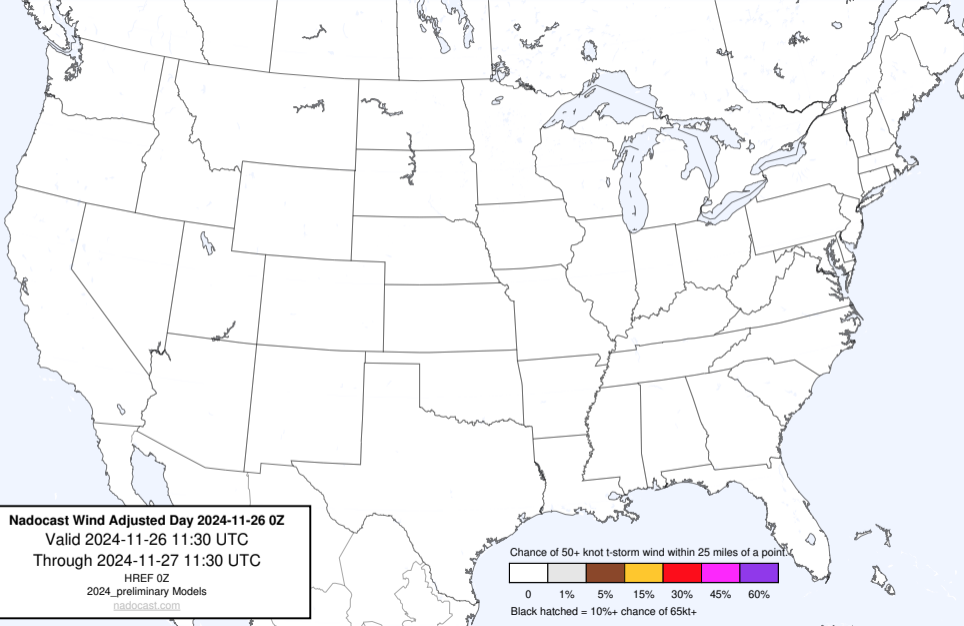 Nadocast Wind Adjusted Day 2024-11-26 0Z
Valid 2024-11-26 11:30 UTC
Through 2024-11-27 11:30 UTC
HREF 0Z
2024_preliminary Models
nadocast.com
Chance of 50+ knot t-storm wind within 25 miles of a point.
0 1% 5% 15% 30% 45% 60%
Black hatched = 10%+ chance of 65kt+